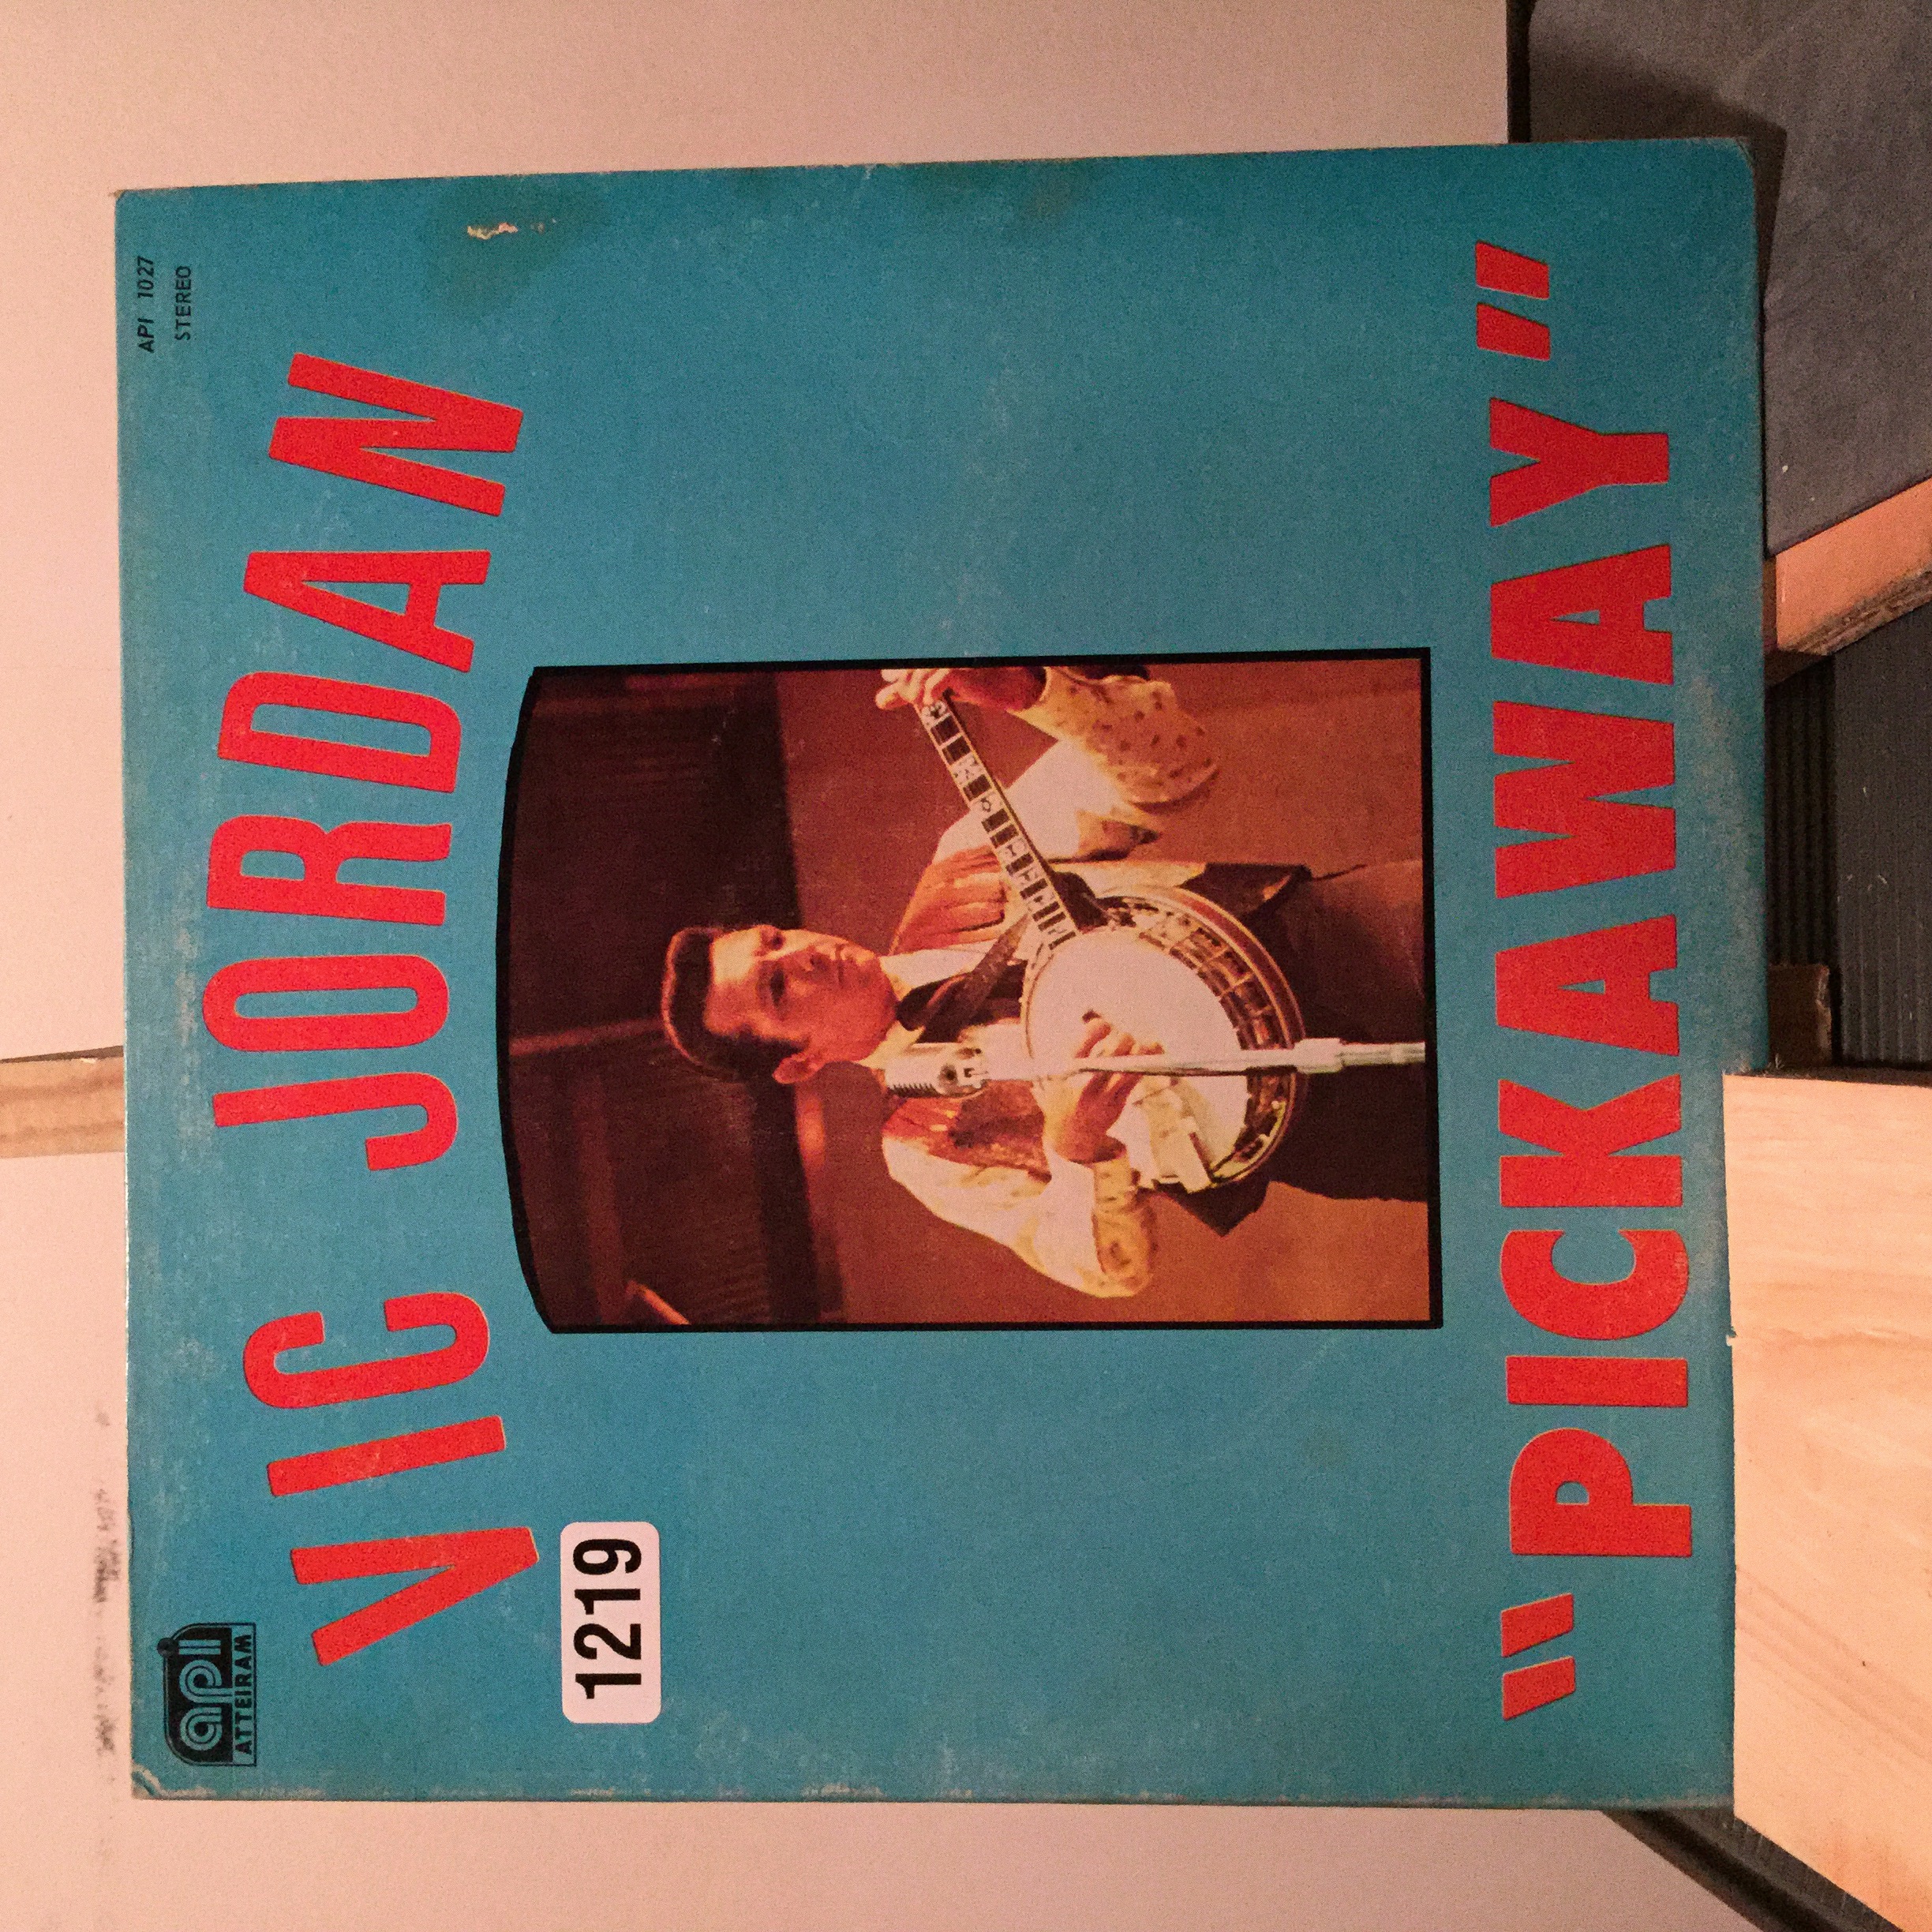 api
ATTEIRAM
API 1027
STEREO
VIC JORDAN
1219
"PICKAWAY"